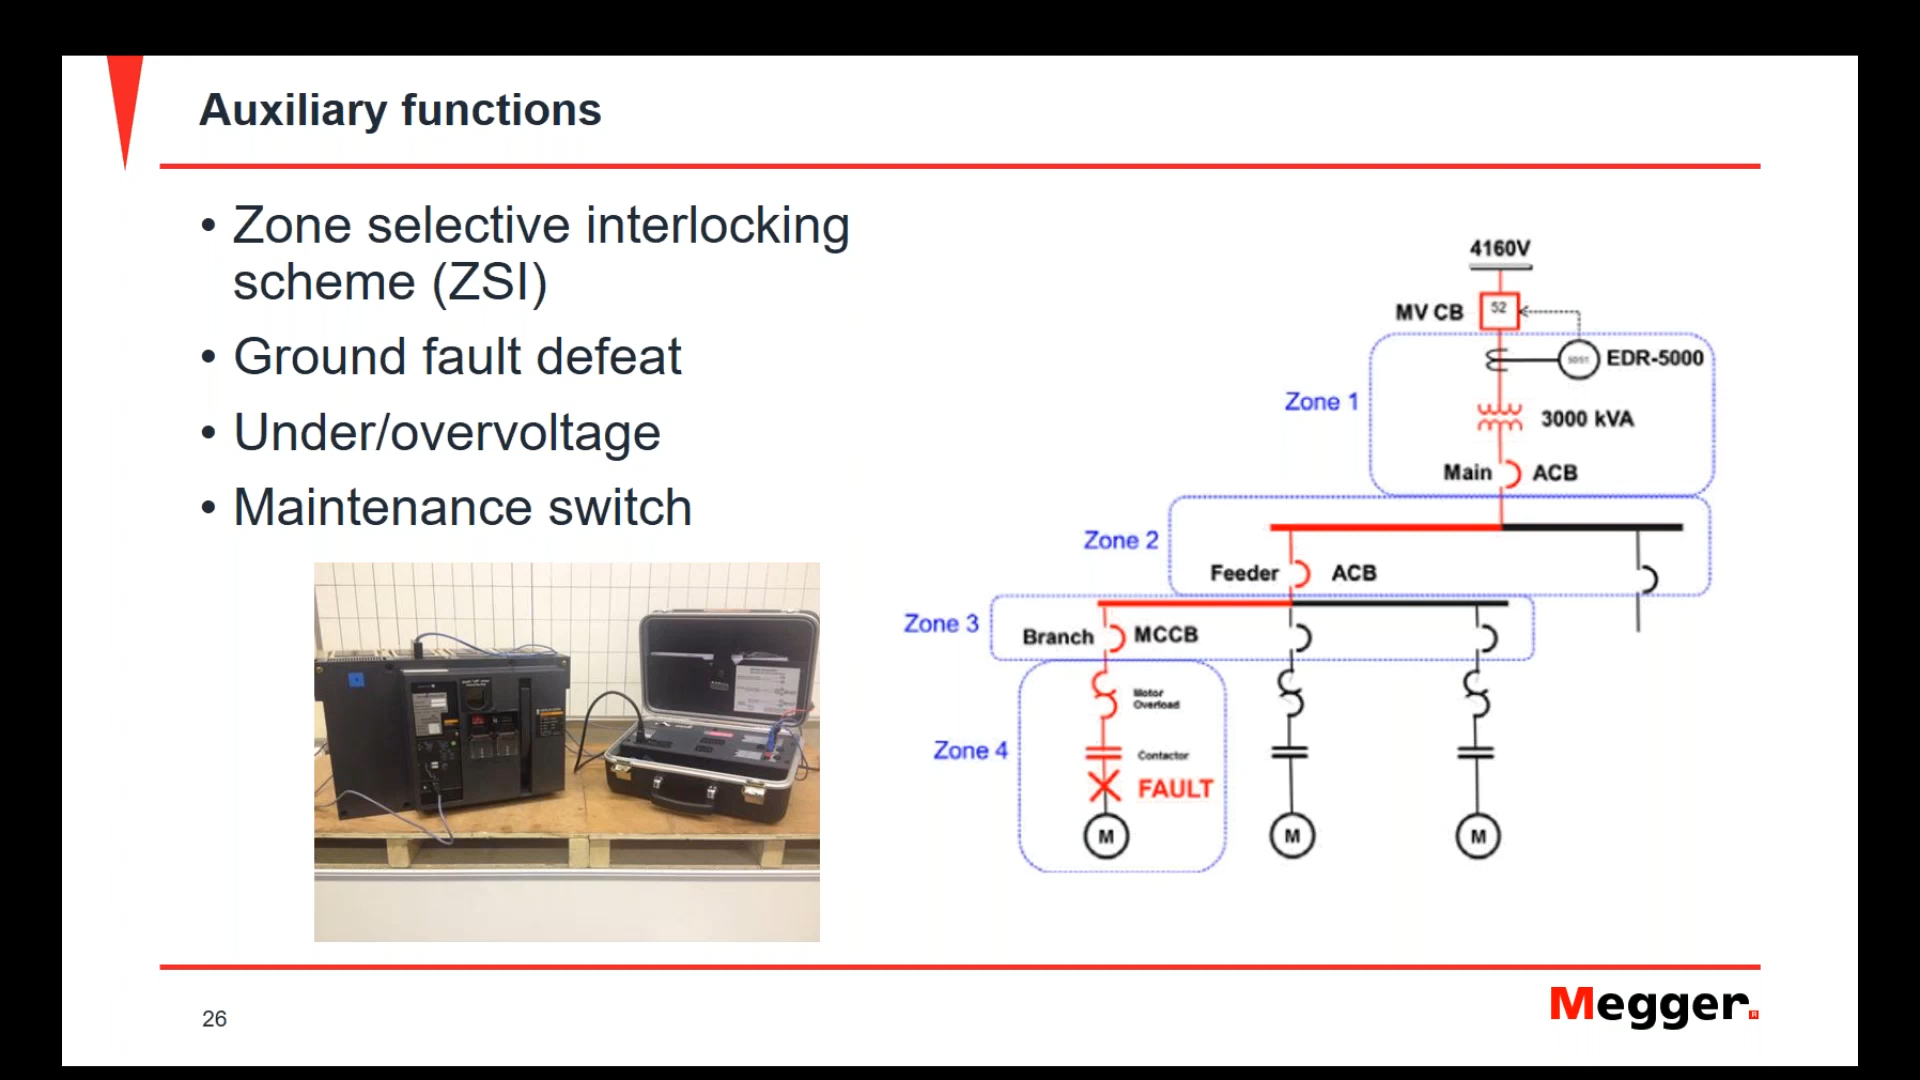 Auxiliary functions
• Zone selective interlocking
scheme (ZSI)
• Ground fault defeat
• Under/overvoltage
• Maintenance switch
4160V
MV CB
52
EDR-5000
Zone 1
3000 kVA
Main
ACB
Zone 2
Feeder
ACB
Zone 3
Branch
MCCB
Motor
Overload
Zone 4
Contactor
FAULT
M
M
M
26
Megger